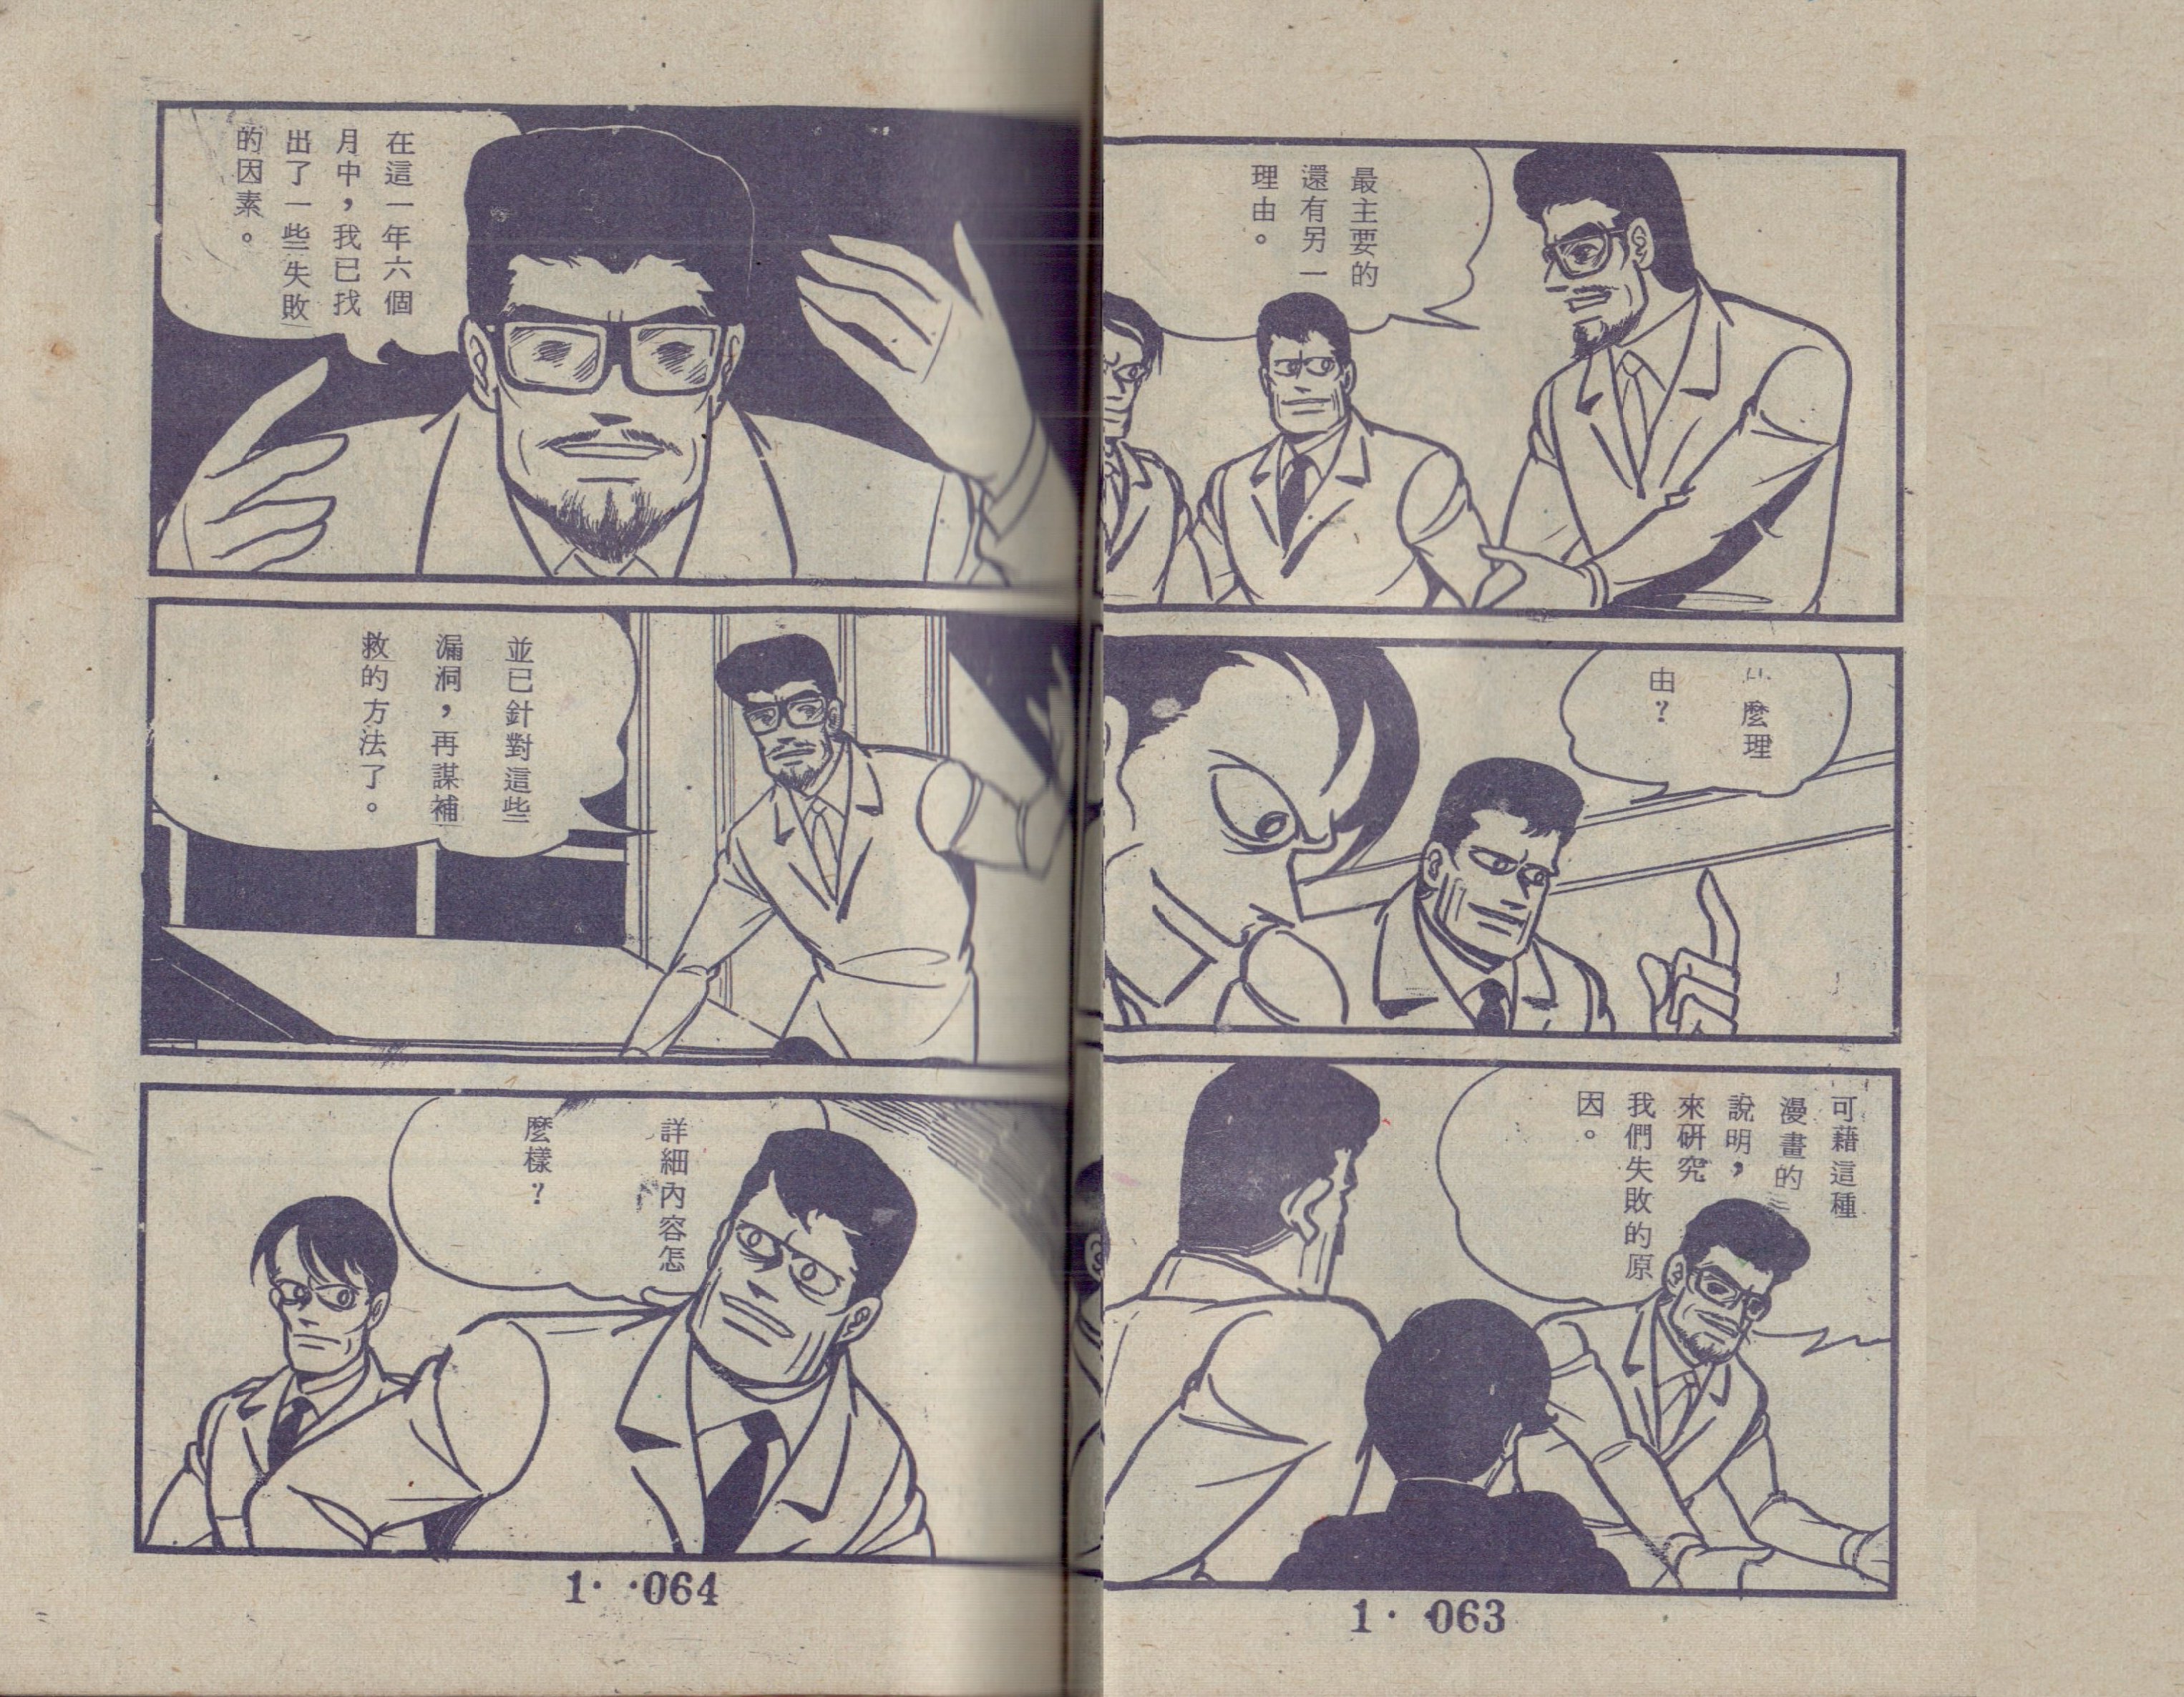 最主要的
還有另一
理由。
麼理
由？
可藉這種
漫畫的
說明，
來研究
我們失敗的原
因。
1··063
在這一年六個
月中，我已找
出了一些失敗
的因素。
並已針對這些
漏洞，再謀補
救的方法了。
詳細內容怎
麼樣？
1··064